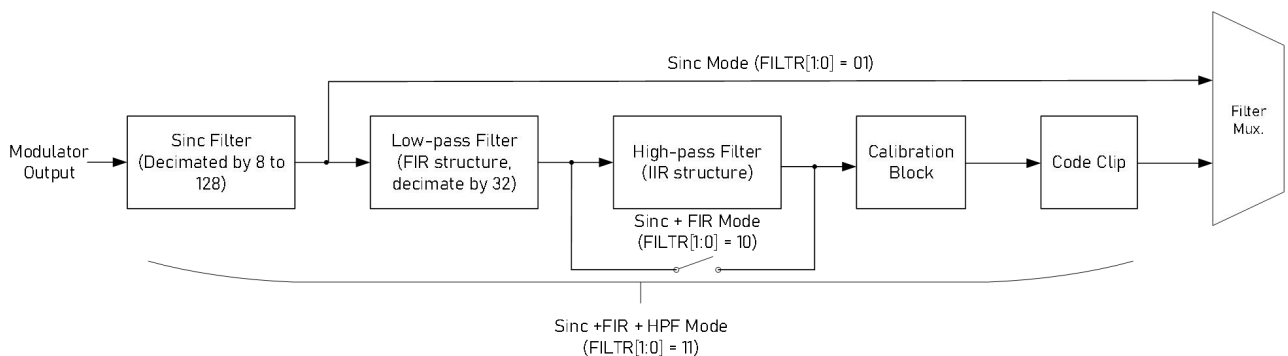 Sinc Mode (FILTR[1:0] = 01)
Modulator
Output
Sinc Filter
(Decimated by 8 to
128)
Low-pass Filter
(FIR structure,
decimate by 32)
High-pass Filter
(IIR structure)
Calibration
Block
Code Clip
Filter
Mux.
Sinc + FIR Mode
(FILTR[1:0] = 10)
Sinc +FIR + HPF Mode
(FILTR[1:0] = 11)